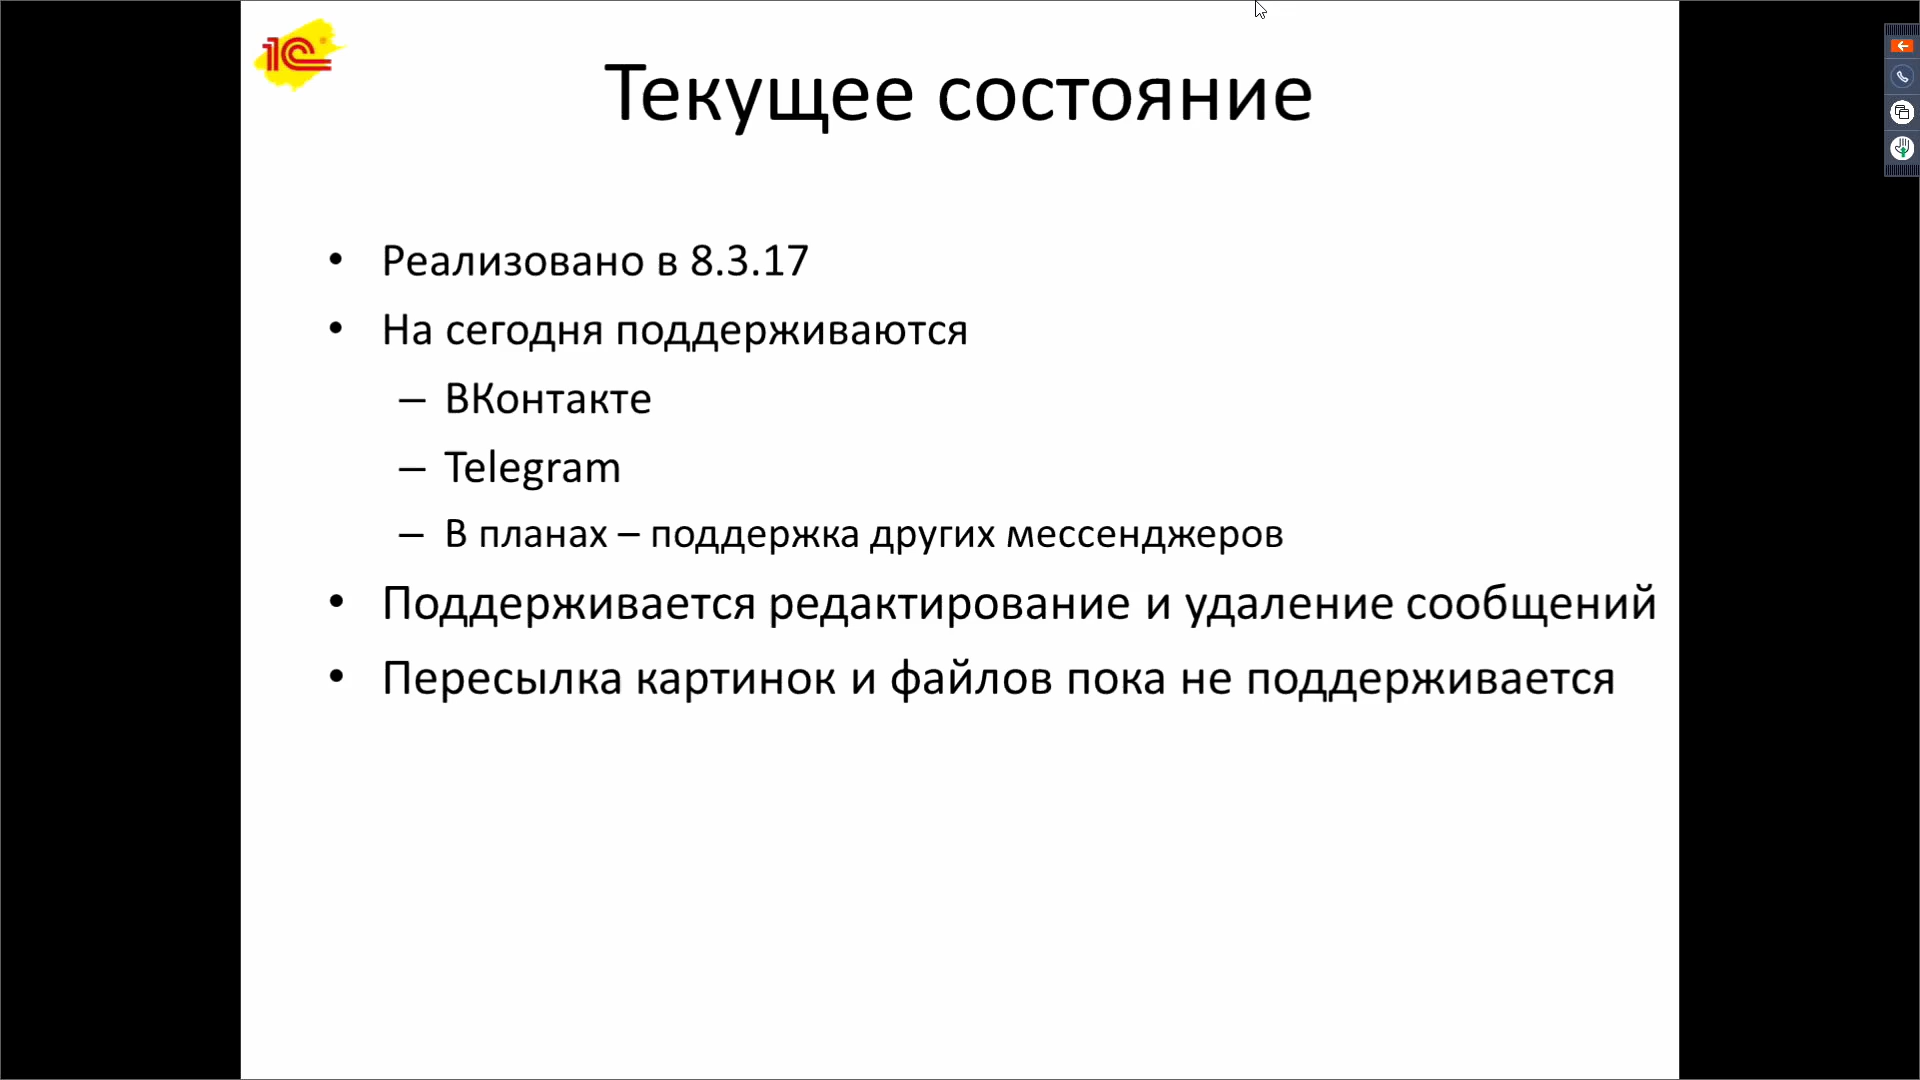 1С
Текущее состояние
• Реализовано в 8.3.17
• На сегодня поддерживаются
– ВКонтакте
– Telegram
– В планах – поддержка других мессенджеров
• Поддерживается редактирование и удаление сообщений
• Пересылка картинок и файлов пока не поддерживается